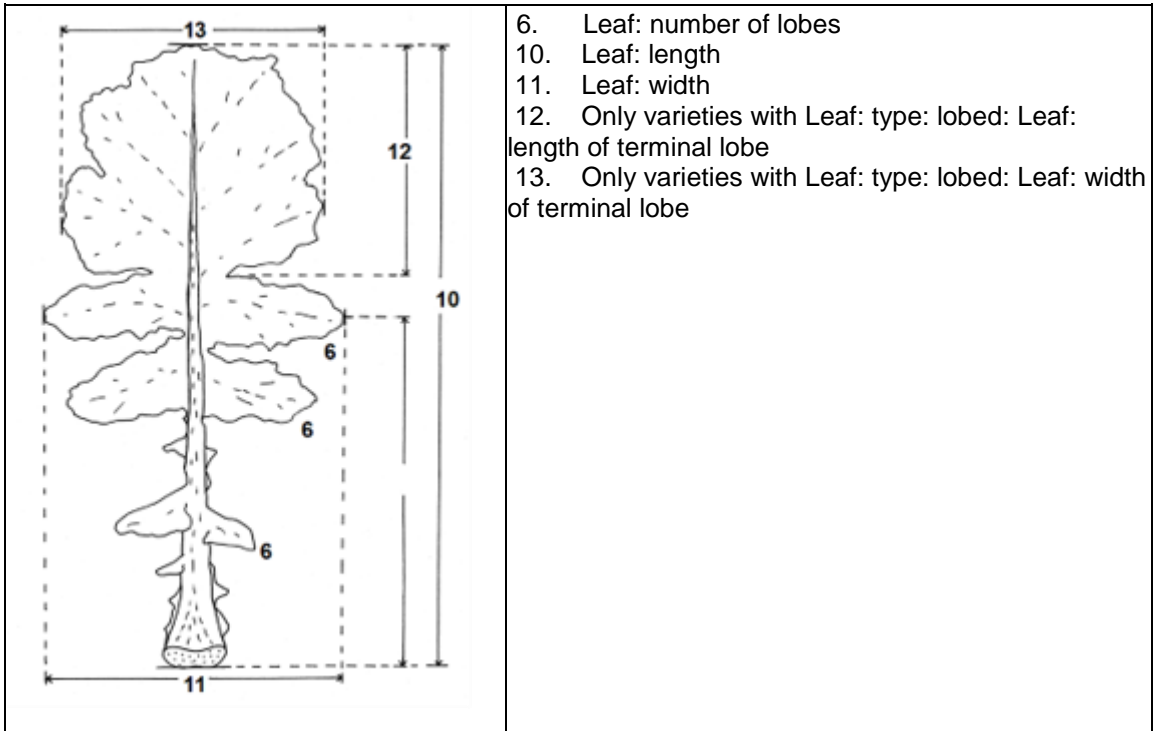 13
12
10
6
6
6
11
6. Leaf: number of lobes
10. Leaf: length
11. Leaf: width
12. Only varieties with Leaf: type: lobed: Leaf:
length of terminal lobe
13. Only varieties with Leaf: type: lobed: Leaf: width
of terminal lobe